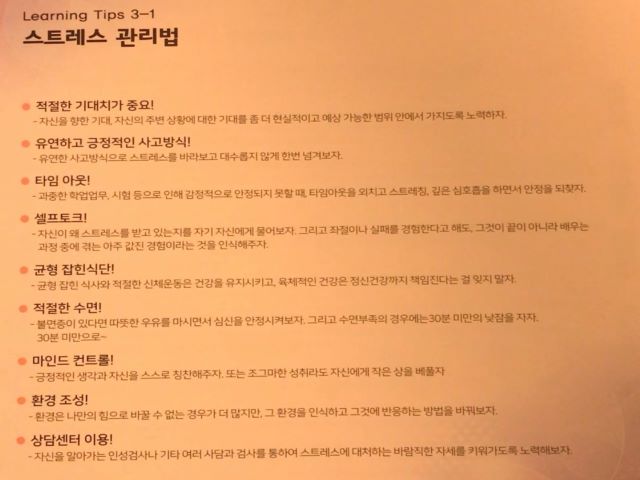 Learning Tips 3-1
스트레스 관리법
● 적절한 기대치가 중요!
- 자신을 향한 기대, 자신의 주변 상황에 대한 기대를 좀 더 현실적이고 예상 가능한 범위 안에서 가지도록 노력하자.
● 유연하고 긍정적인 사고방식!
- 유연한 사고방식으로 스트레스를 바라보고 대수롭지 않게 한번 넘겨보자.
● 타임 아웃!
- 과중한 학업업무, 시험 등으로 인해 감정적으로 안정되지 못할 때, 타임아웃을 외치고 스트레칭, 깊은 심호흡을 하면서 안정을 되찾자.
● 셀프토크!
- 자신이 왜 스트레스를 받고 있는지를 자기 자신에게 물어보자. 그리고 좌절이나 실패를 경험한다고 해도, 그것이 끝이 아니라 배우는
과정 중에 겪는 아주 값진 경험이라는 것을 인식해주자.
● 균형 잡힌식단!
- 균형 잡힌 식사와 적절한 신체운동은 건강을 유지시키고, 육체적인 건강은 정신건강까지 책임진다는 걸 잊지 말자.
● 적절한 수면!
- 불면증이 있다면 따뜻한 우유를 마시면서 심신을 안정시켜보자. 그리고 수면부족의 경우에는30분 미만의 낮잠을 자자.
30분 미만으로~
● 마인드 컨트롤!
- 긍정적인 생각과 자신을 스스로 칭찬해주자. 또는 조그마한 성취라도 자신에게 작은 상을 베풀자
● 환경 조성!
- 환경은 나만의 힘으로 바꿀 수 없는 경우가 더 많지만, 그 환경을 인식하고 그것에 반응하는 방법을 바꿔보자.
● 상담센터 이용!
- 자신을 알아가는 인성검사나 기타 여러 상담과 검사를 통하여 스트레스에 대처하는 바람직한 자세를 키워가도록 노력해보자.